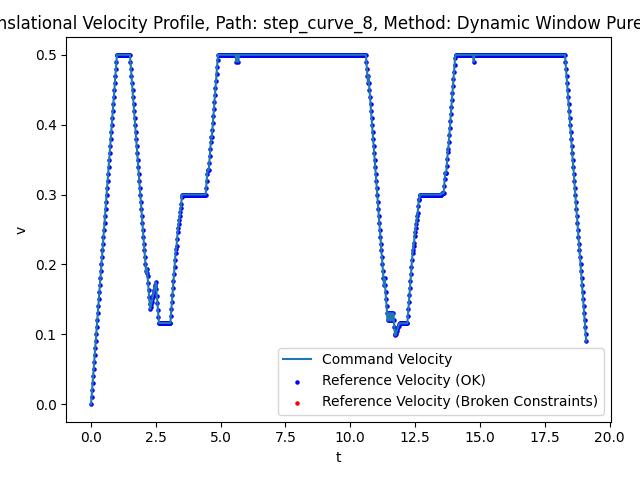 nslational Velocity Profile, Path: step_curve_8, Method: Dynamic Window Pure
0.5
0.4
0.3
0.2
0.1
0.0
v
Command Velocity
Reference Velocity (OK)
Reference Velocity (Broken Constraints)
0.0 2.5 5.0 7.5 10.0 12.5 15.0 17.5 20.0
t